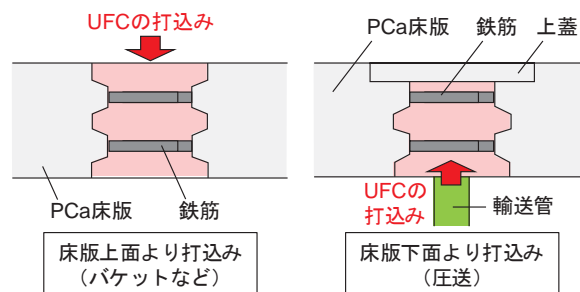 UFCの打込み
PCa床版
鉄筋
床版上面より打込み
（バケットなど）
PCa床版
鉄筋
上蓋
UFCの
打込み
輸送管
床版下面より打込み
（圧送）